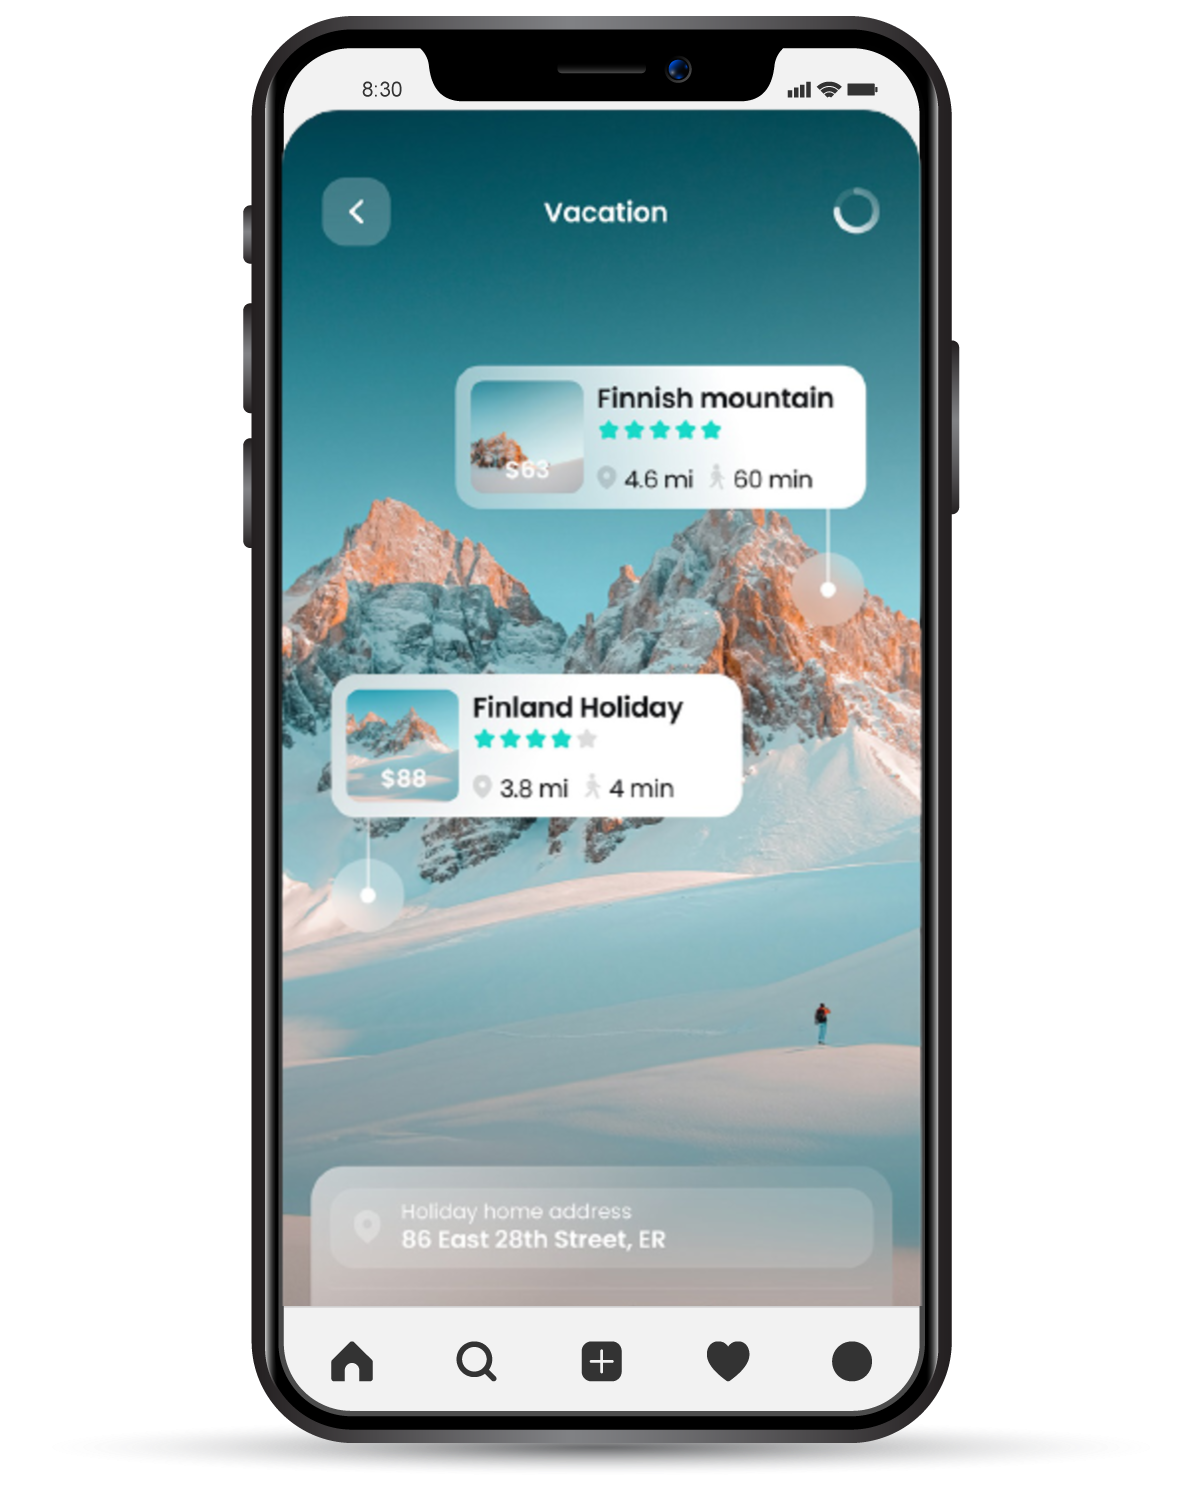 8:30
Vacation
Finnish mountain
$63
4.6 mi 60 min
Finland Holiday
$88
3.8 mi 4 min
Holiday home address
86 East 28th Street, ER